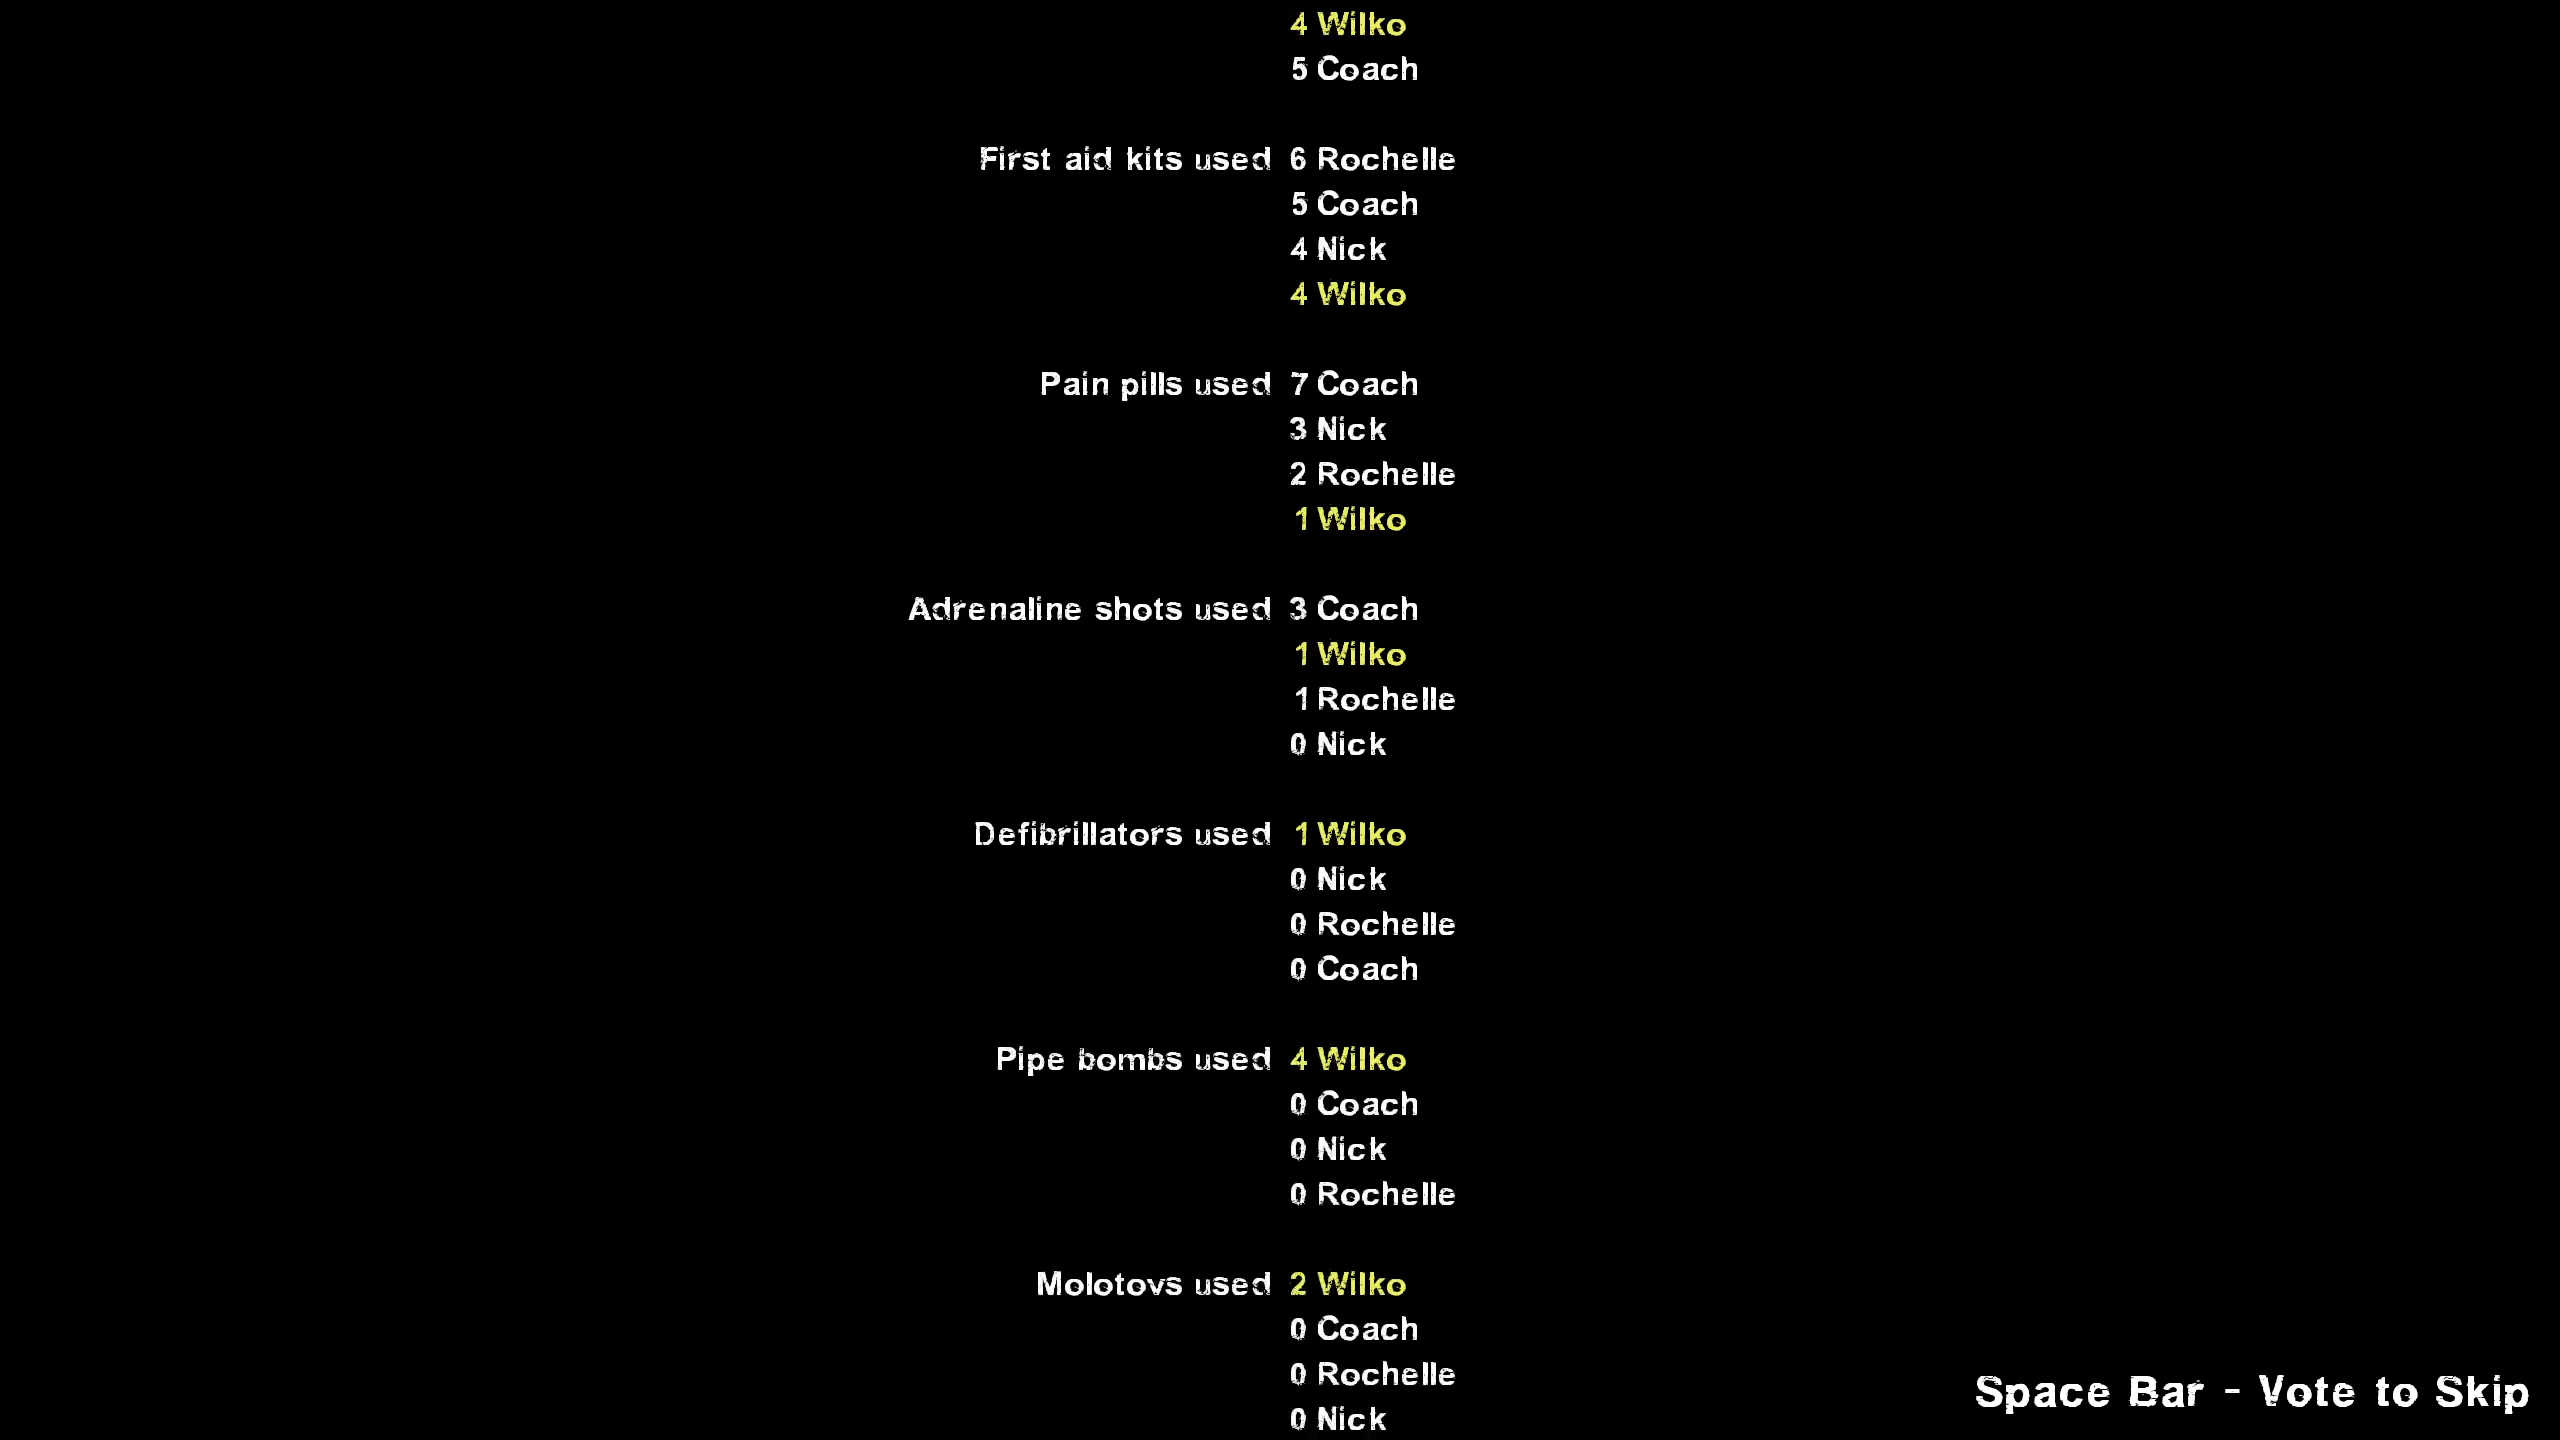 4 Wilko
5 Coach
First aid kits used 6 Rochelle
5 Coach
4 Nick
4 Wilko
Pain pills used 7 Coach
3 Nick
2 Rochelle
1 Wilko
Adrenaline shots used 3 Coach
1 Wilko
1 Rochelle
0 Nick
Defibrillators used 1 Wilko
0 Nick
0 Rochelle
0 Coach
Pipe bombs used 4 Wilko
0 Coach
0 Nick
0 Rochelle
Molotovs used 2 Wilko
0 Coach
0 Rochelle
0 Nick
Space Bar - Vote to Skip